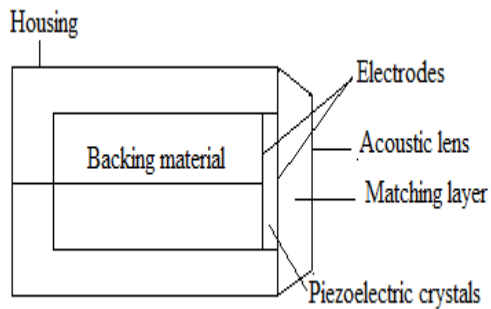 Housing
Electrodes
Backing material
Acoustic lens
Matching layer
Piezoelectric crystals